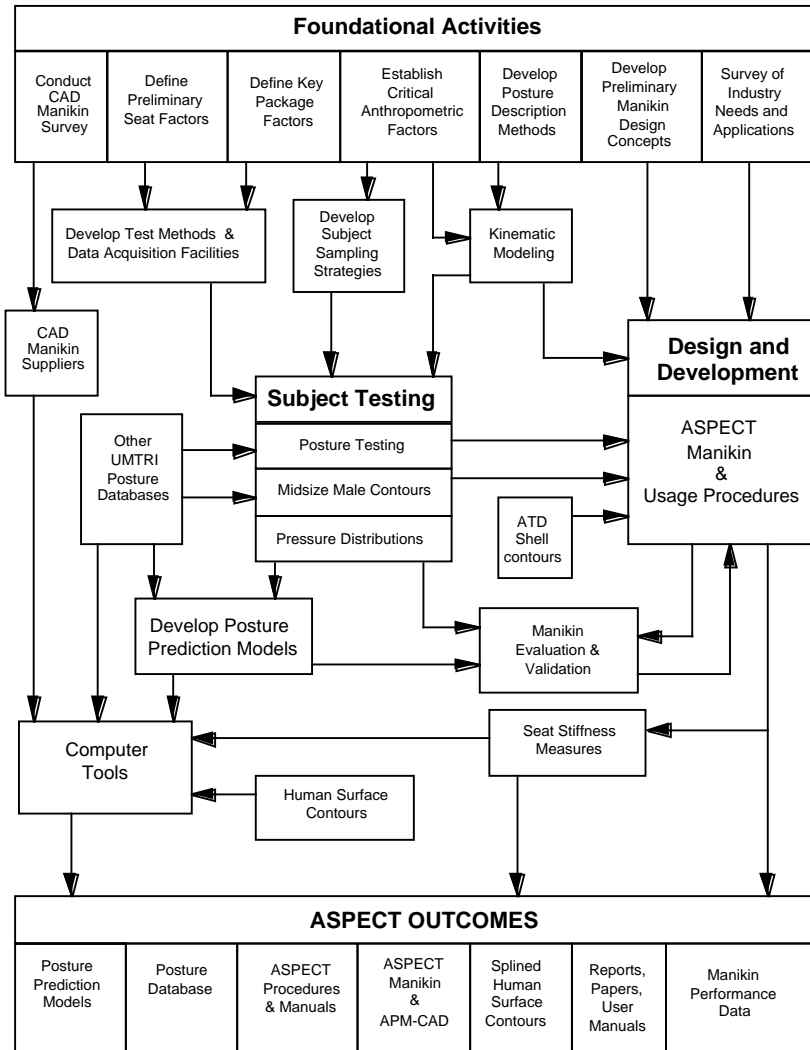 Foundational Activities
Conduct
CAD
Manikin
Survey
Define
Preliminary
Seat Factors
Define Key
Package
Factors
Establish
Critical
Anthropometric
Factors
Develop
Posture
Description
Methods
Develop
Preliminary
Manikin
Design
Concepts
Survey of
Industry
Needs and
Applications
Develop Test Methods &
Data Acquisition Facilities
Develop
Subject
Sampling
Strategies
Kinematic
Modeling
CAD
Manikin
Suppliers
Design and
Development
Subject Testing
Other
UMTRI
Posture
Databases
Posture Testing
Midsize Male Contours
Pressure Distributions
ASPECT
Manikin
&
Usage Procedures
ATD
Shell
contours
Develop Posture
Prediction Models
Manikin
Evaluation &
Validation
Computer
Tools
Seat Stiffness
Measures
Human Surface
Contours
ASPECT OUTCOMES
Posture
Prediction
Models
Posture
Database
ASPECT
Procedures
& Manuals
ASPECT
Manikin
&
APM-CAD
Splined
Human
Surface
Contours
Reports,
Papers,
User
Manuals
Manikin
Performance
Data